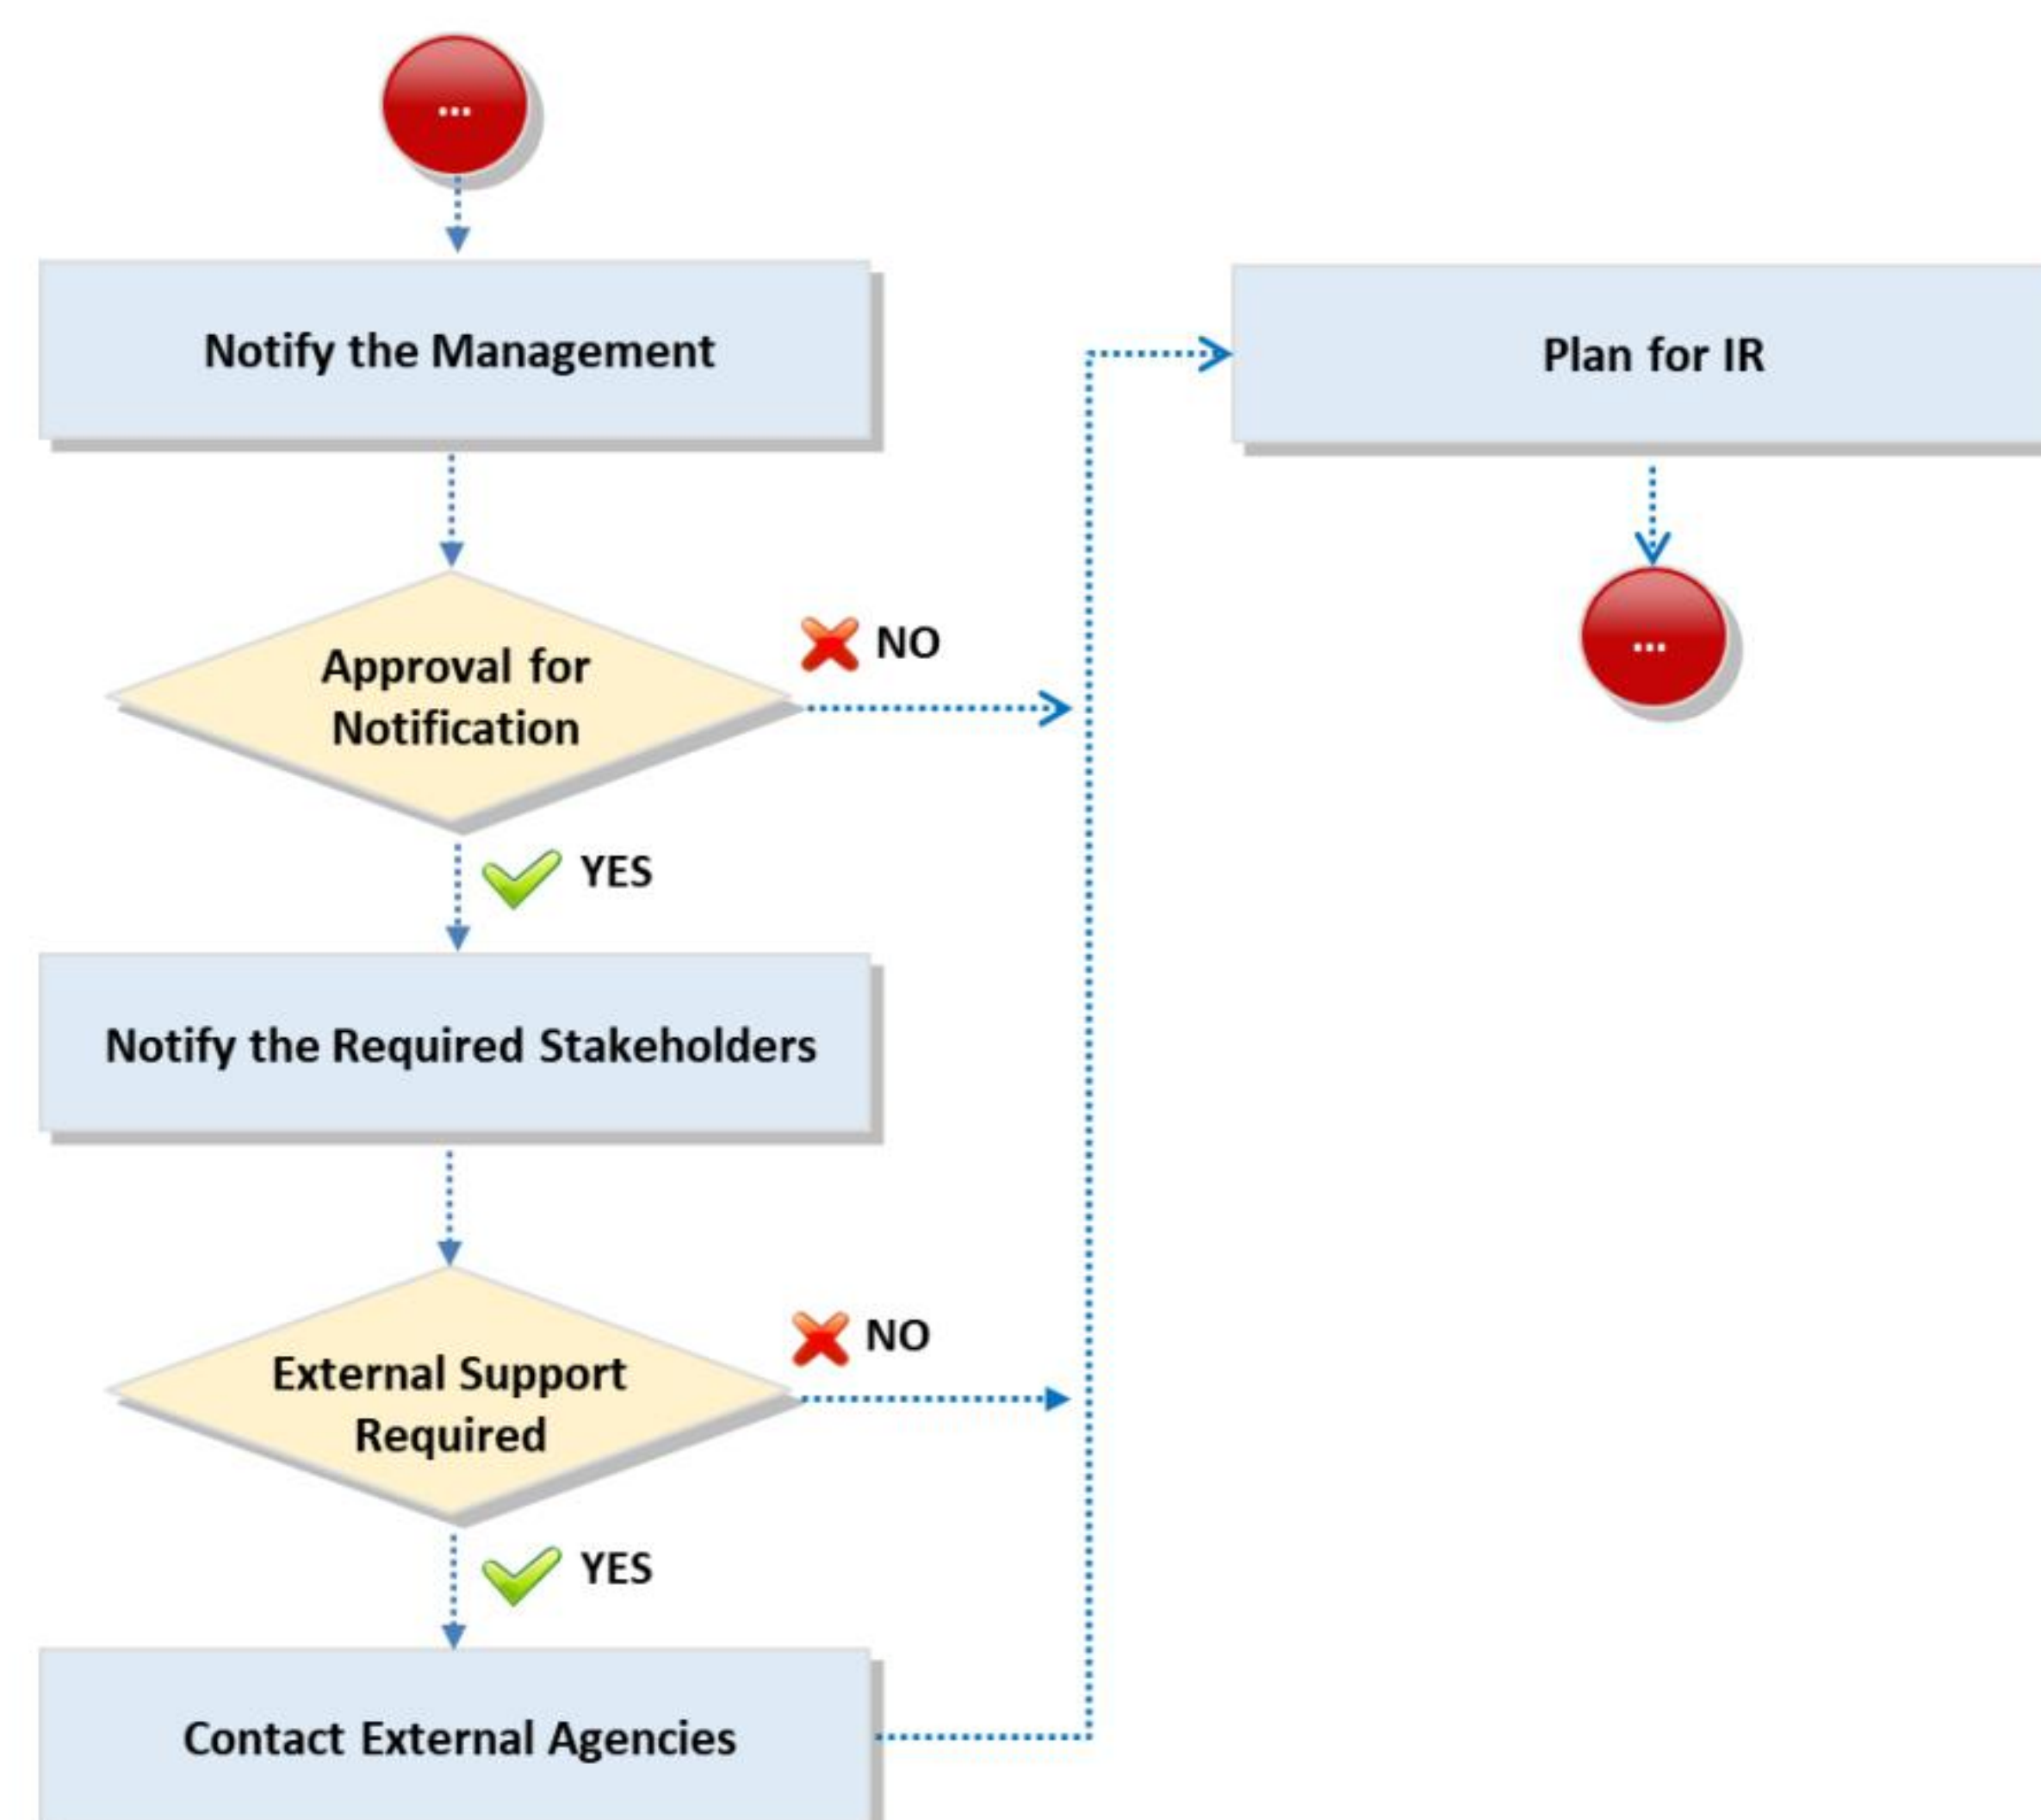 ...
Notify the Management
Approval for
Notification
NO
YES
Notify the Required Stakeholders
External Support
Required
NO
YES
Contact External Agencies
Plan for IR
...